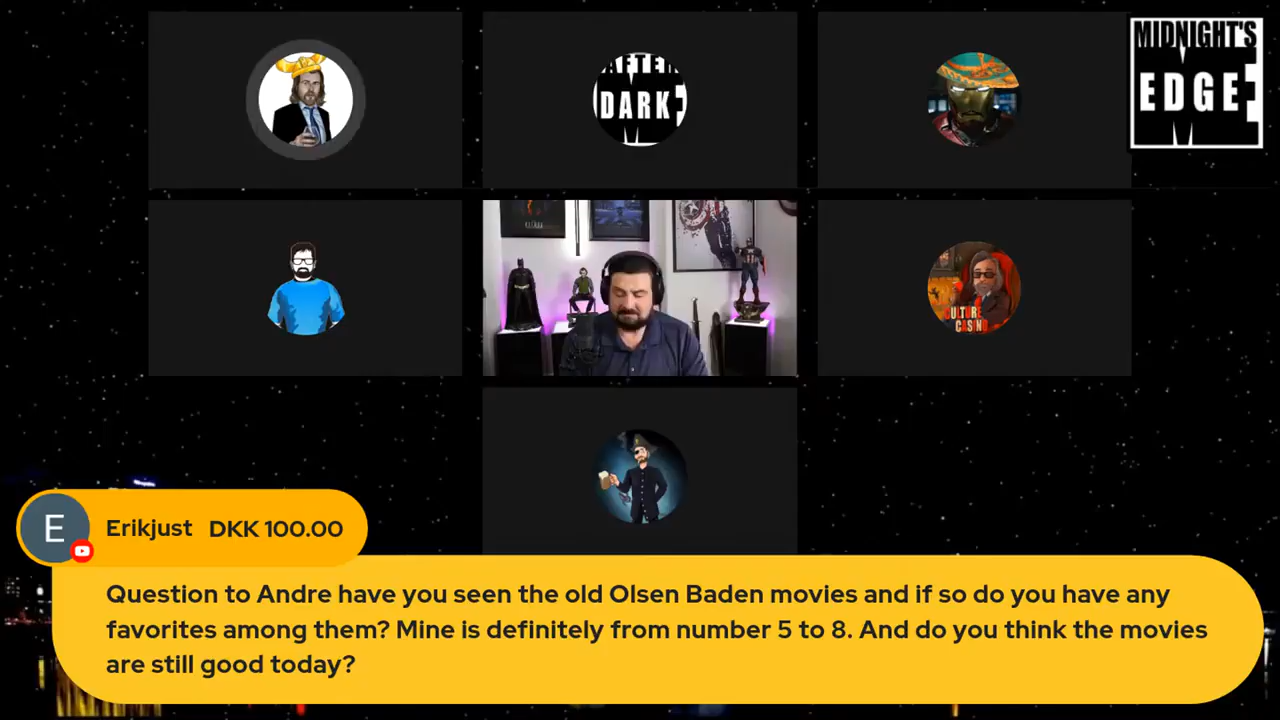 MIDNIGHT'S
EDGE
AFTER
DARK
CULTURE
CASINO
E
Erikjust DKK 100.00
Question to Andre have you seen the old Olsen Baden movies and if so do you have any
favorites among them? Mine is definitely from number 5 to 8. And do you think the movies
are still good today?